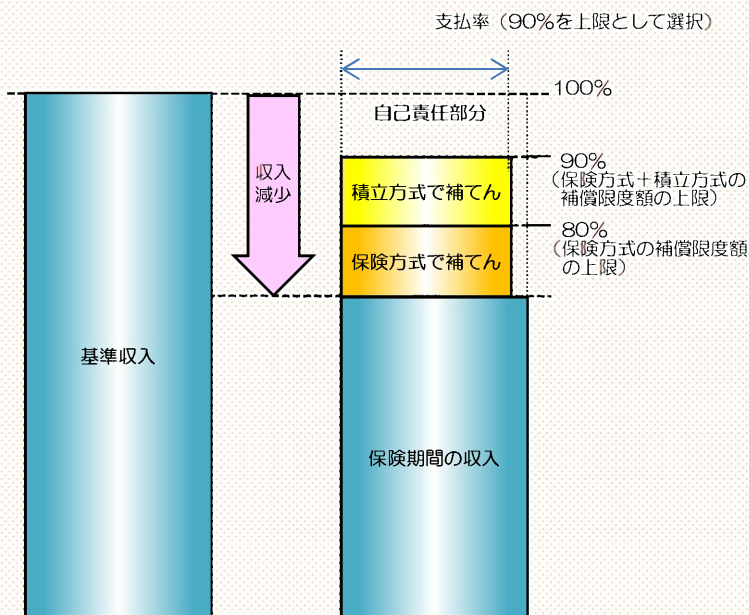 支払率（90%を上限として選択）
100%
自己責任部分
90%
（保険方式＋積立方式の
補償限度額の上限）
収入
減少
積立方式で補てん
80%
（保険方式の補償限度額
の上限）
保険方式で補てん
基準収入
保険期間の収入